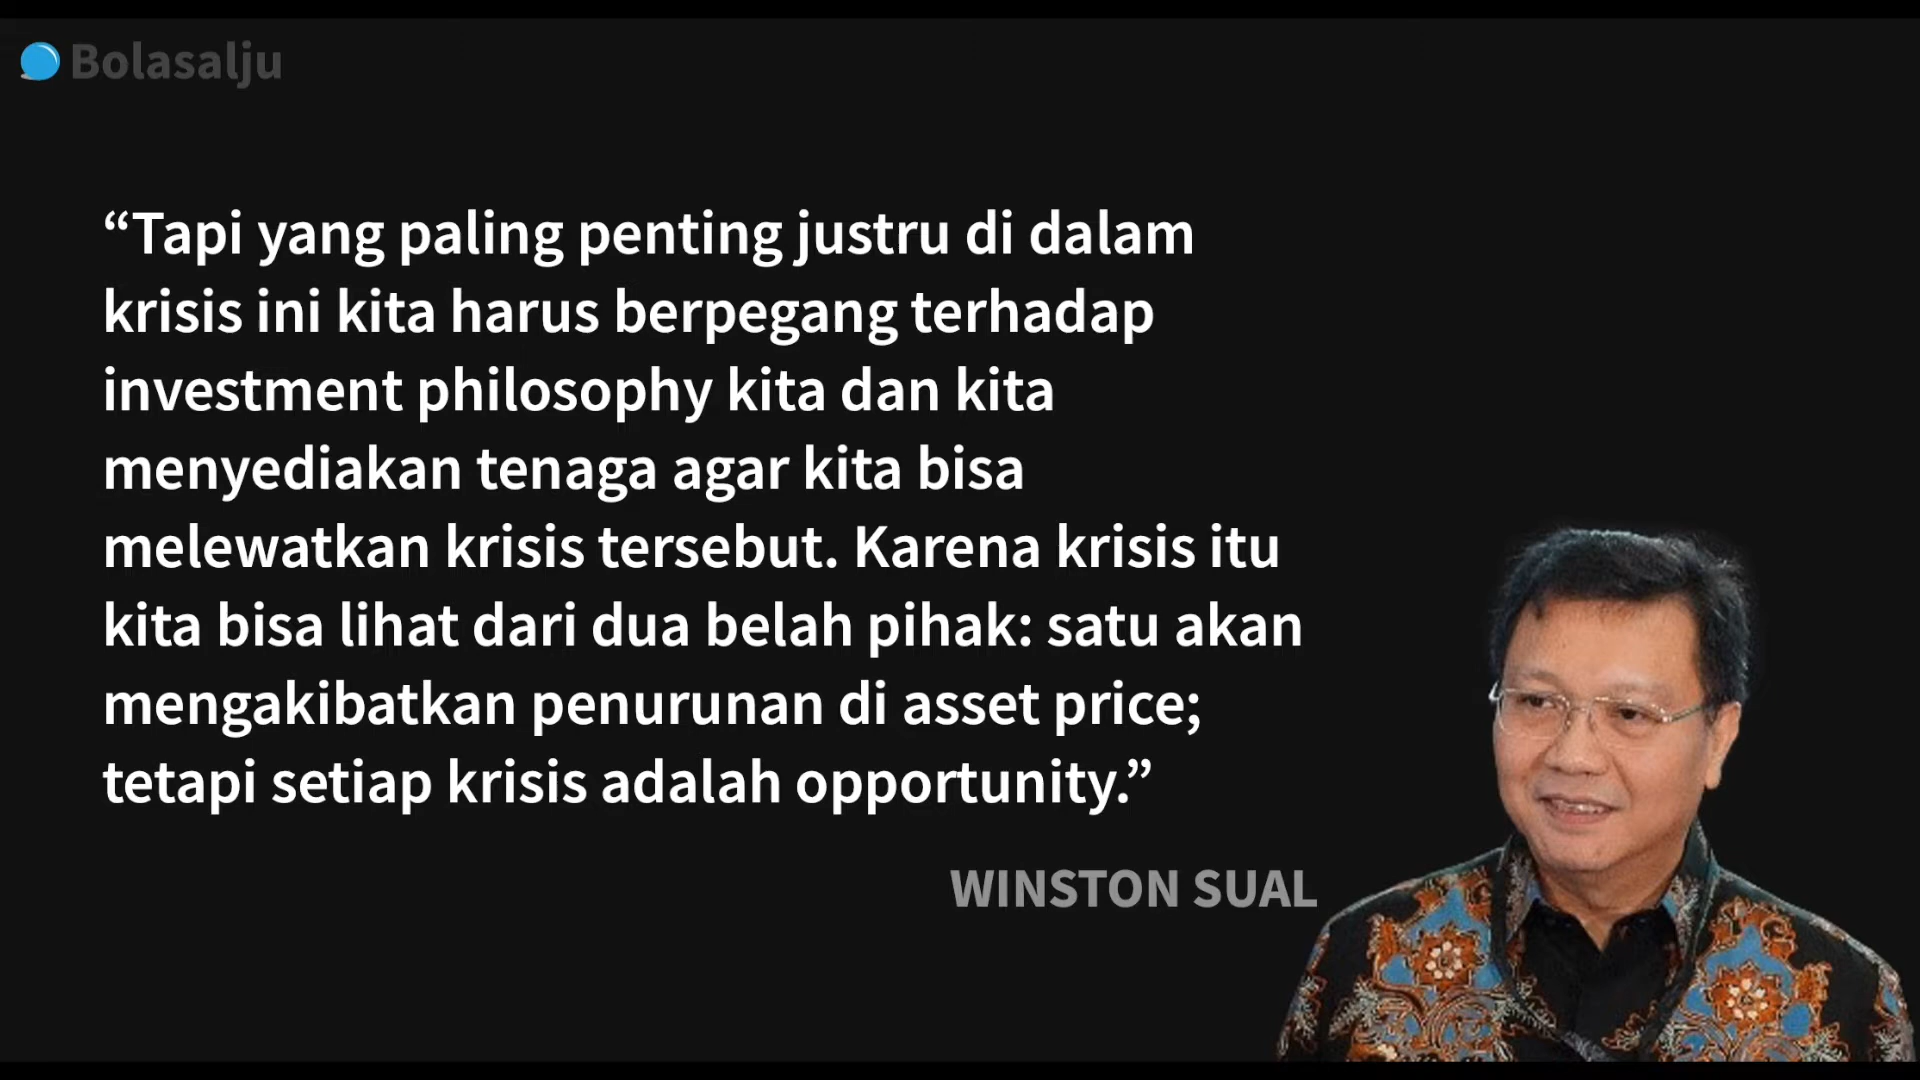 Bolasalju
“Tapi yang paling penting justru di dalam
krisis ini kita harus berpegang terhadap
investment philosophy kita dan kita
menyediakan tenaga agar kita bisa
melewatkan krisis tersebut. Karena krisis itu
kita bisa lihat dari dua belah pihak: satu akan
mengakibatkan penurunan di asset price;
tetapi setiap krisis adalah opportunity.”
WINSTON SUAL